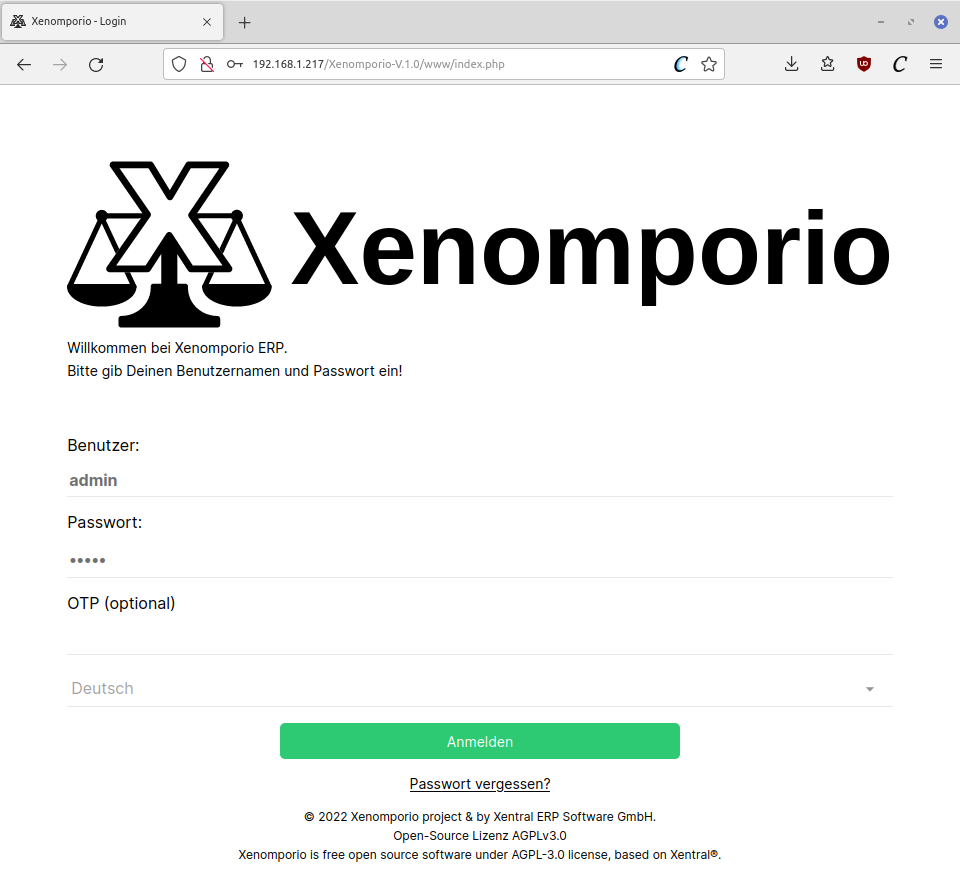 Xenomporio - Login
192.168.1.217/Xenomporio-V.1.0/www/index.php
Xenomporio
Willkommen bei Xenomporio ERP.
Bitte gib Deinen Benutzernamen und Passwort ein!
Benutzer:
admin
Passwort:
•••••
OTP (optional)
Deutsch
Anmelden
Passwort vergessen?
© 2022 Xenomporio project & by Xentral ERP Software GmbH.
Open-Source Lizenz AGPLv3.0
Xenomporio is free open source software under AGPL-3.0 license, based on Xentral®.